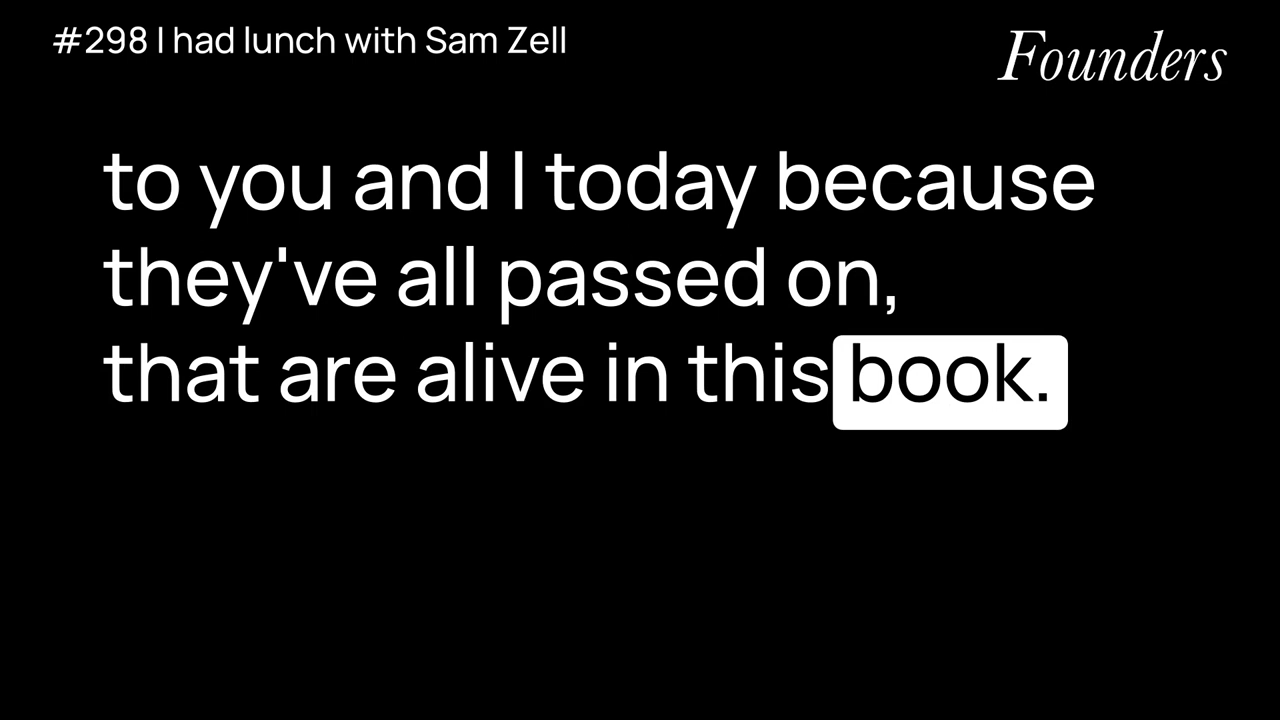 #298 I had lunch with Sam Zell
Founders
to you and I today because
they've all passed on,
that are alive in this book.